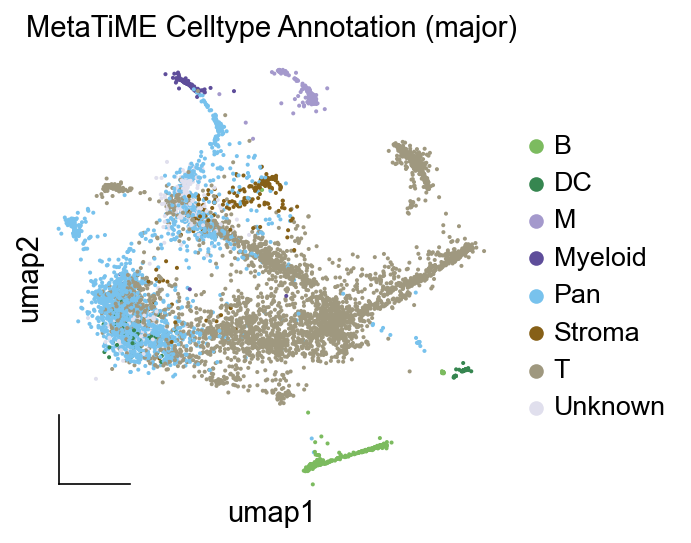 MetaTiME Celltype Annotation (major)
B
DC
M
Myeloid
Pan
Stroma
T
Unknown
umap2
umap1